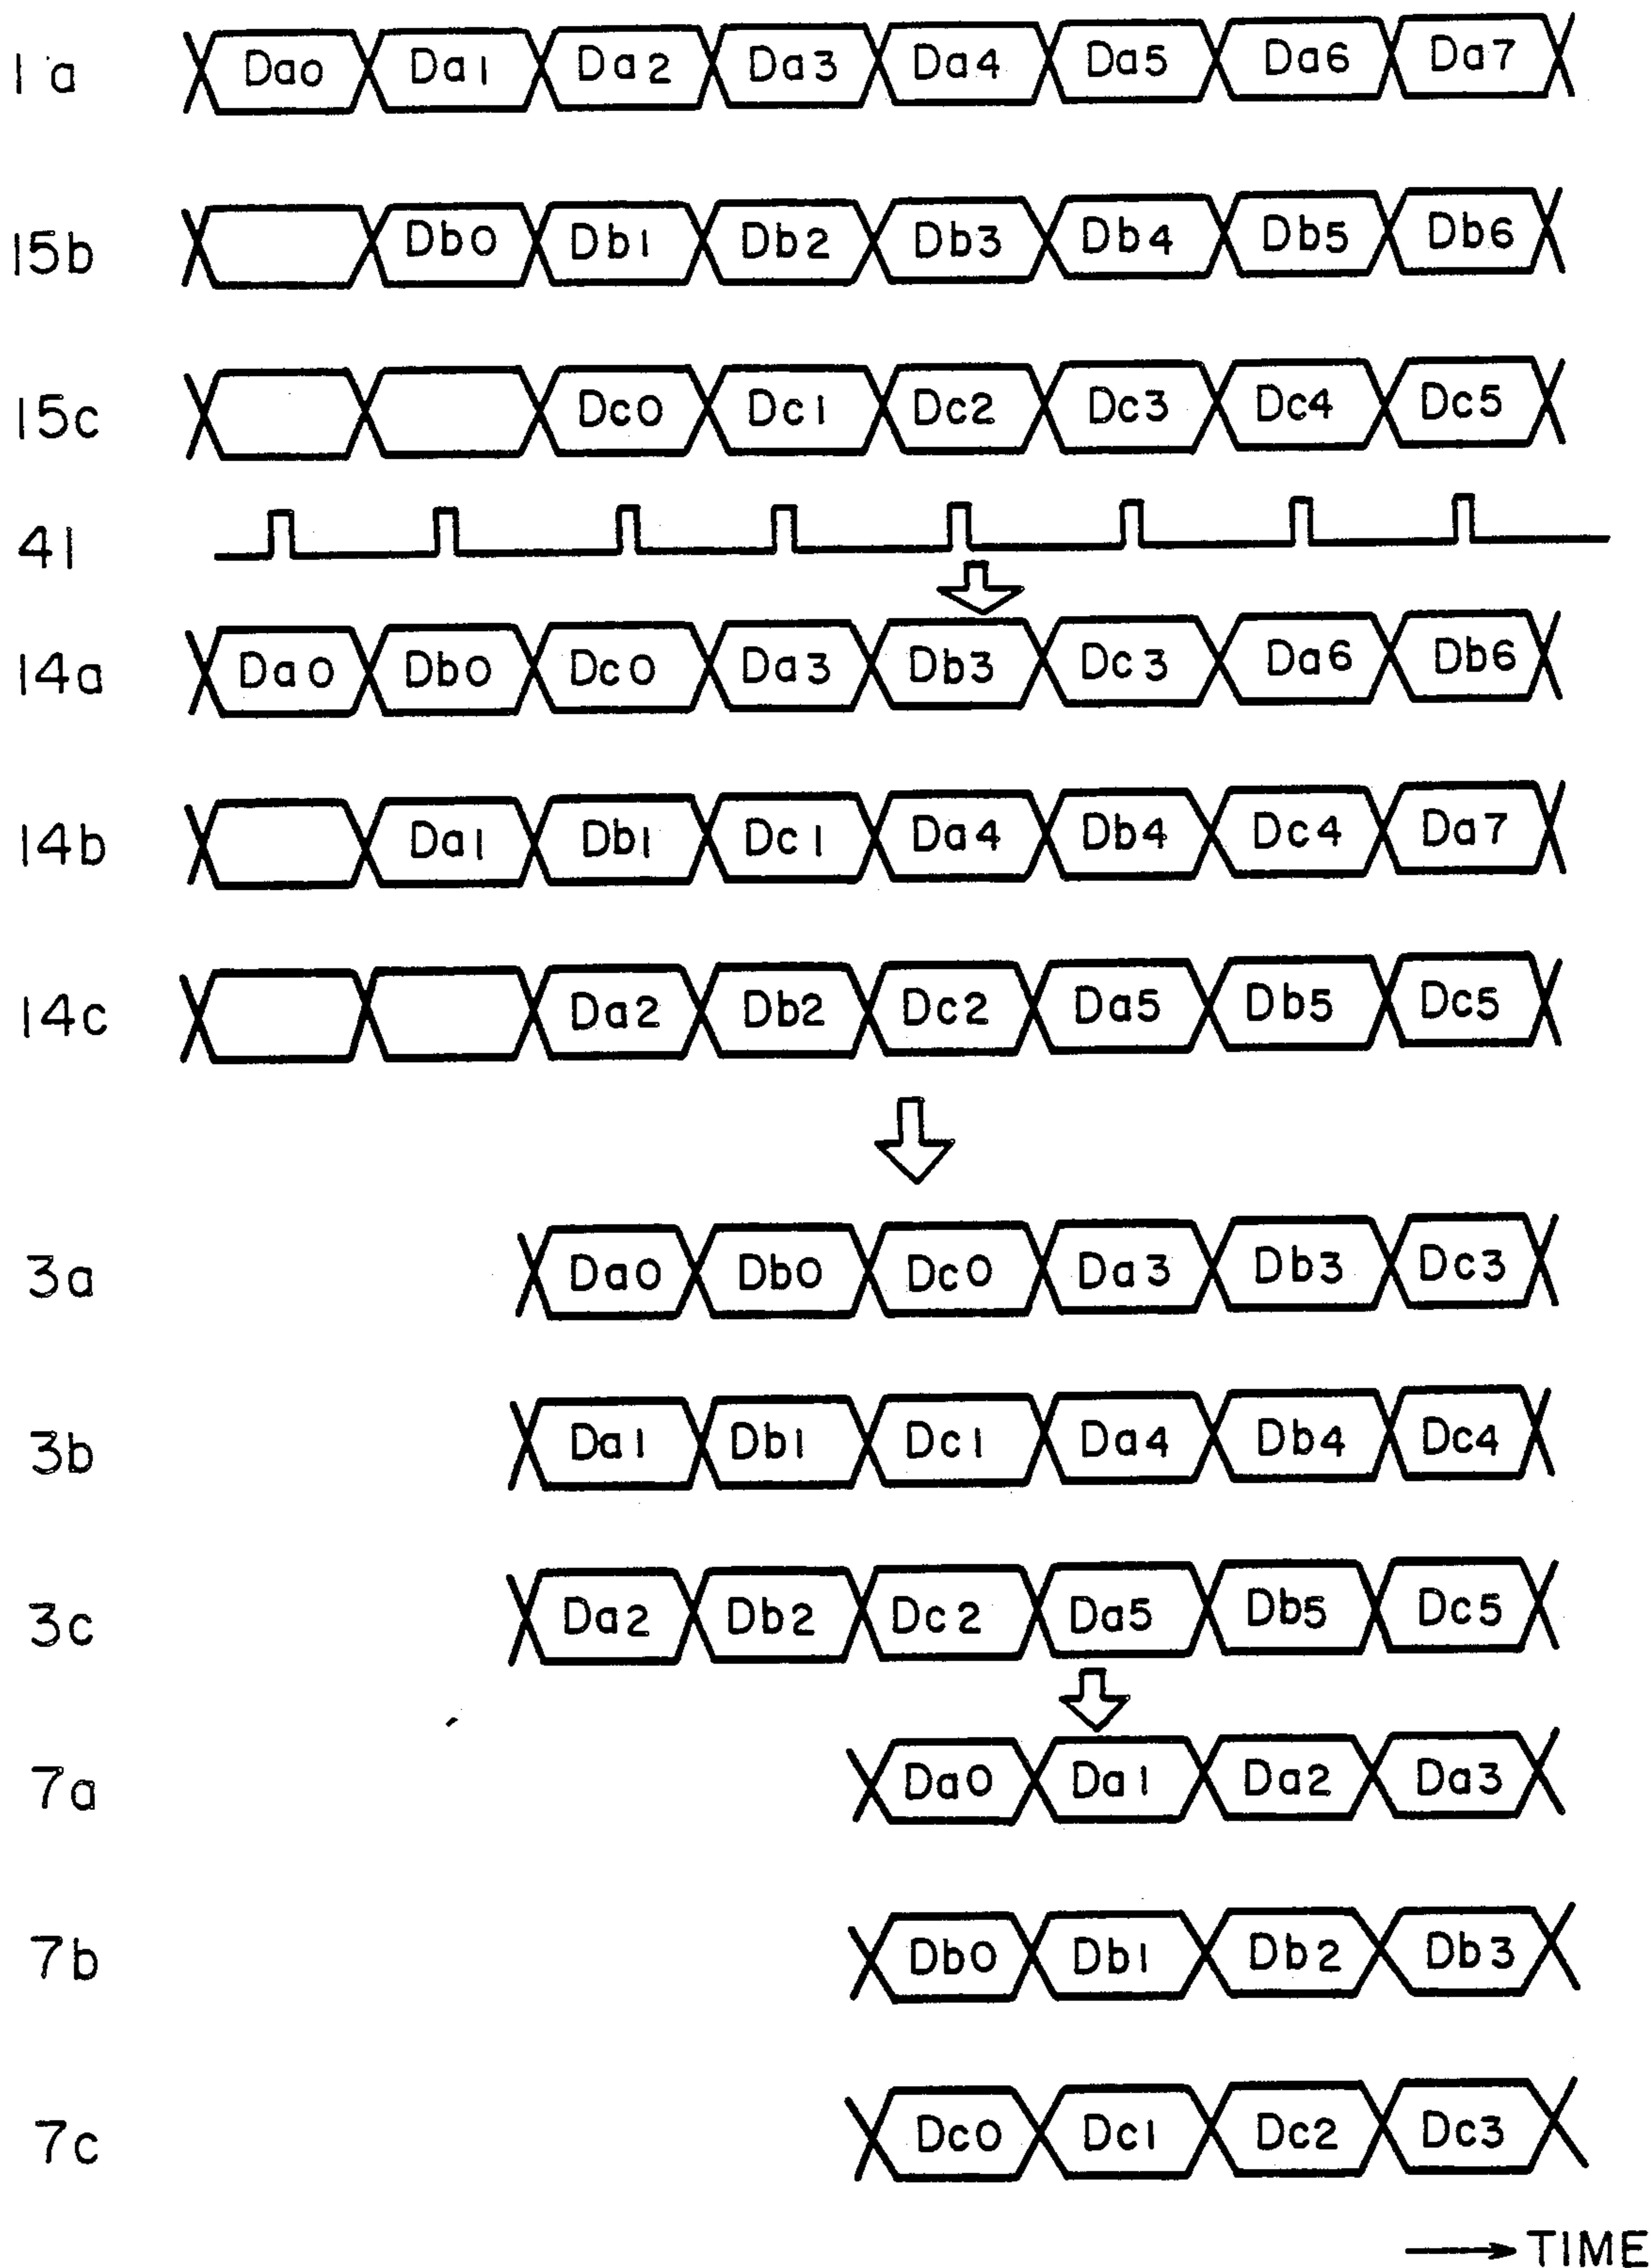 1a Da0 Da1 Da2 Da3 Da4 Da5 Da6 Da7
15b Db0 Db1 Db2 Db3 Db4 Db5 Db6
15c Dc0 Dc1 Dc2 Dc3 Dc4 Dc5
41
14a Da0 Db0 Dc0 Da3 Db3 Dc3 Da6 Db6
14b Da1 Db1 Dc1 Da4 Db4 Dc4 Da7
14c Da2 Db2 Dc2 Da5 Db5 Dc5
3a Da0 Db0 Dc0 Da3 Db3 Dc3
3b Da1 Db1 Dc1 Da4 Db4 Dc4
3c Da2 Db2 Dc2 Da5 Db5 Dc5
7a Da0 Da1 Da2 Da3
7b Db0 Db1 Db2 Db3
7c Dc0 Dc1 Dc2 Dc3
TIME